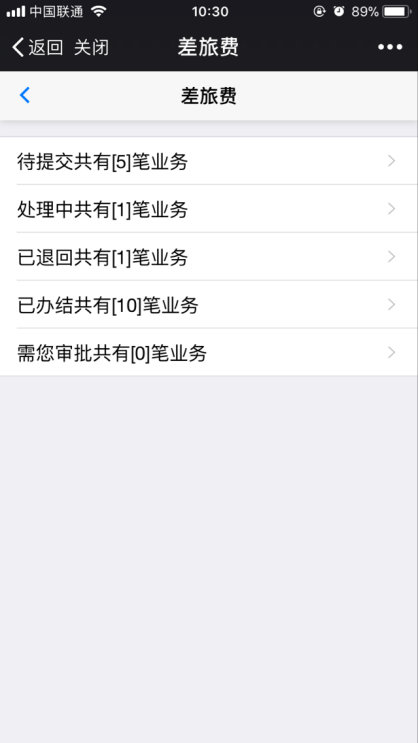 中国联通 10:30 89%
返回 关闭 差旅费
差旅费
待提交共有[5]笔业务
处理中共有[1]笔业务
已退回共有[1]笔业务
已办结共有[10]笔业务
需您审批共有[0]笔业务